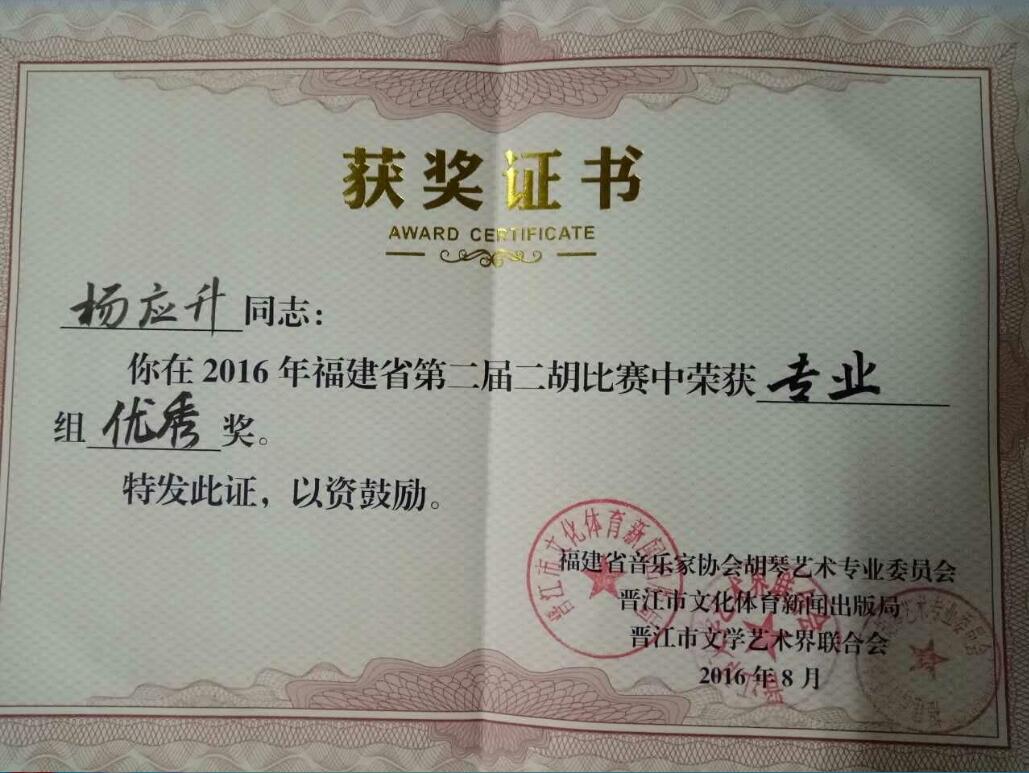 获奖证书
AWARD CERTIFICATE
杨应升同志：
你在2016年福建省第二届二胡比赛中荣获专业
组优秀奖。
特发此证，以资鼓励。
福建省音乐家协会胡琴艺术专业委员会
晋江市文化体育新闻出版局
晋江市文学艺术界联合会
2016年8月